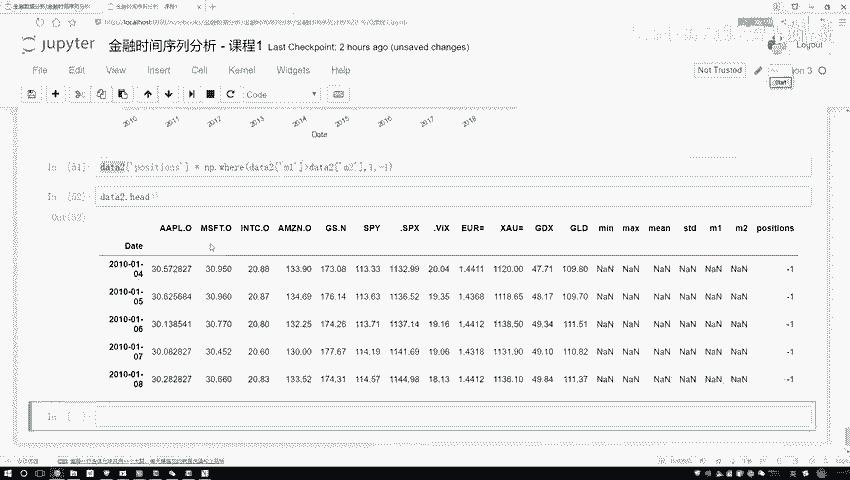 jupyter 金融时间序列分析 - 课程1 Last Checkpoint: 2 hours ago (unsaved changes)
Logout
File Edit View Insert Cell Kernel Widgets Help
Not Trusted
Code
2010 2011 2012 2013 2014 2015 2016 2017 2018
Date
In [51] data2['positions'] = np.where(data2['m1']>data2['m2'],1,-1)
In [52] data2.head
Out[52]
AAPL.O MSFT.O INTC.O AMZN.O GS.N SPY .SPX .VIX EUR= XAU= GDX GLD min max mean std m1 m2 positions
Date
2010-01-04 30.572827 30.950 20.88 133.90 173.08 113.33 1132.99 20.04 1.4411 1120.00 47.71 109.80 NaN NaN NaN NaN NaN NaN -1
2010-01-05 30.625684 30.960 20.87 134.69 176.14 113.63 1136.52 19.35 1.4368 1118.65 48.17 109.70 NaN NaN NaN NaN NaN NaN -1
2010-01-06 30.138541 30.770 20.80 132.25 174.26 113.71 1137.14 19.16 1.4412 1138.50 49.34 111.51 NaN NaN NaN NaN NaN NaN -1
2010-01-07 30.082827 30.452 20.60 130.00 177.67 114.19 1141.69 19.06 1.4318 1131.90 49.10 110.82 NaN NaN NaN NaN NaN NaN -1
2010-01-08 30.282827 30.660 20.83 133.52 174.31 114.57 1144.98 18.13 1.4412 1136.10 49.84 111.37 NaN NaN NaN NaN NaN NaN -1
In [ ]